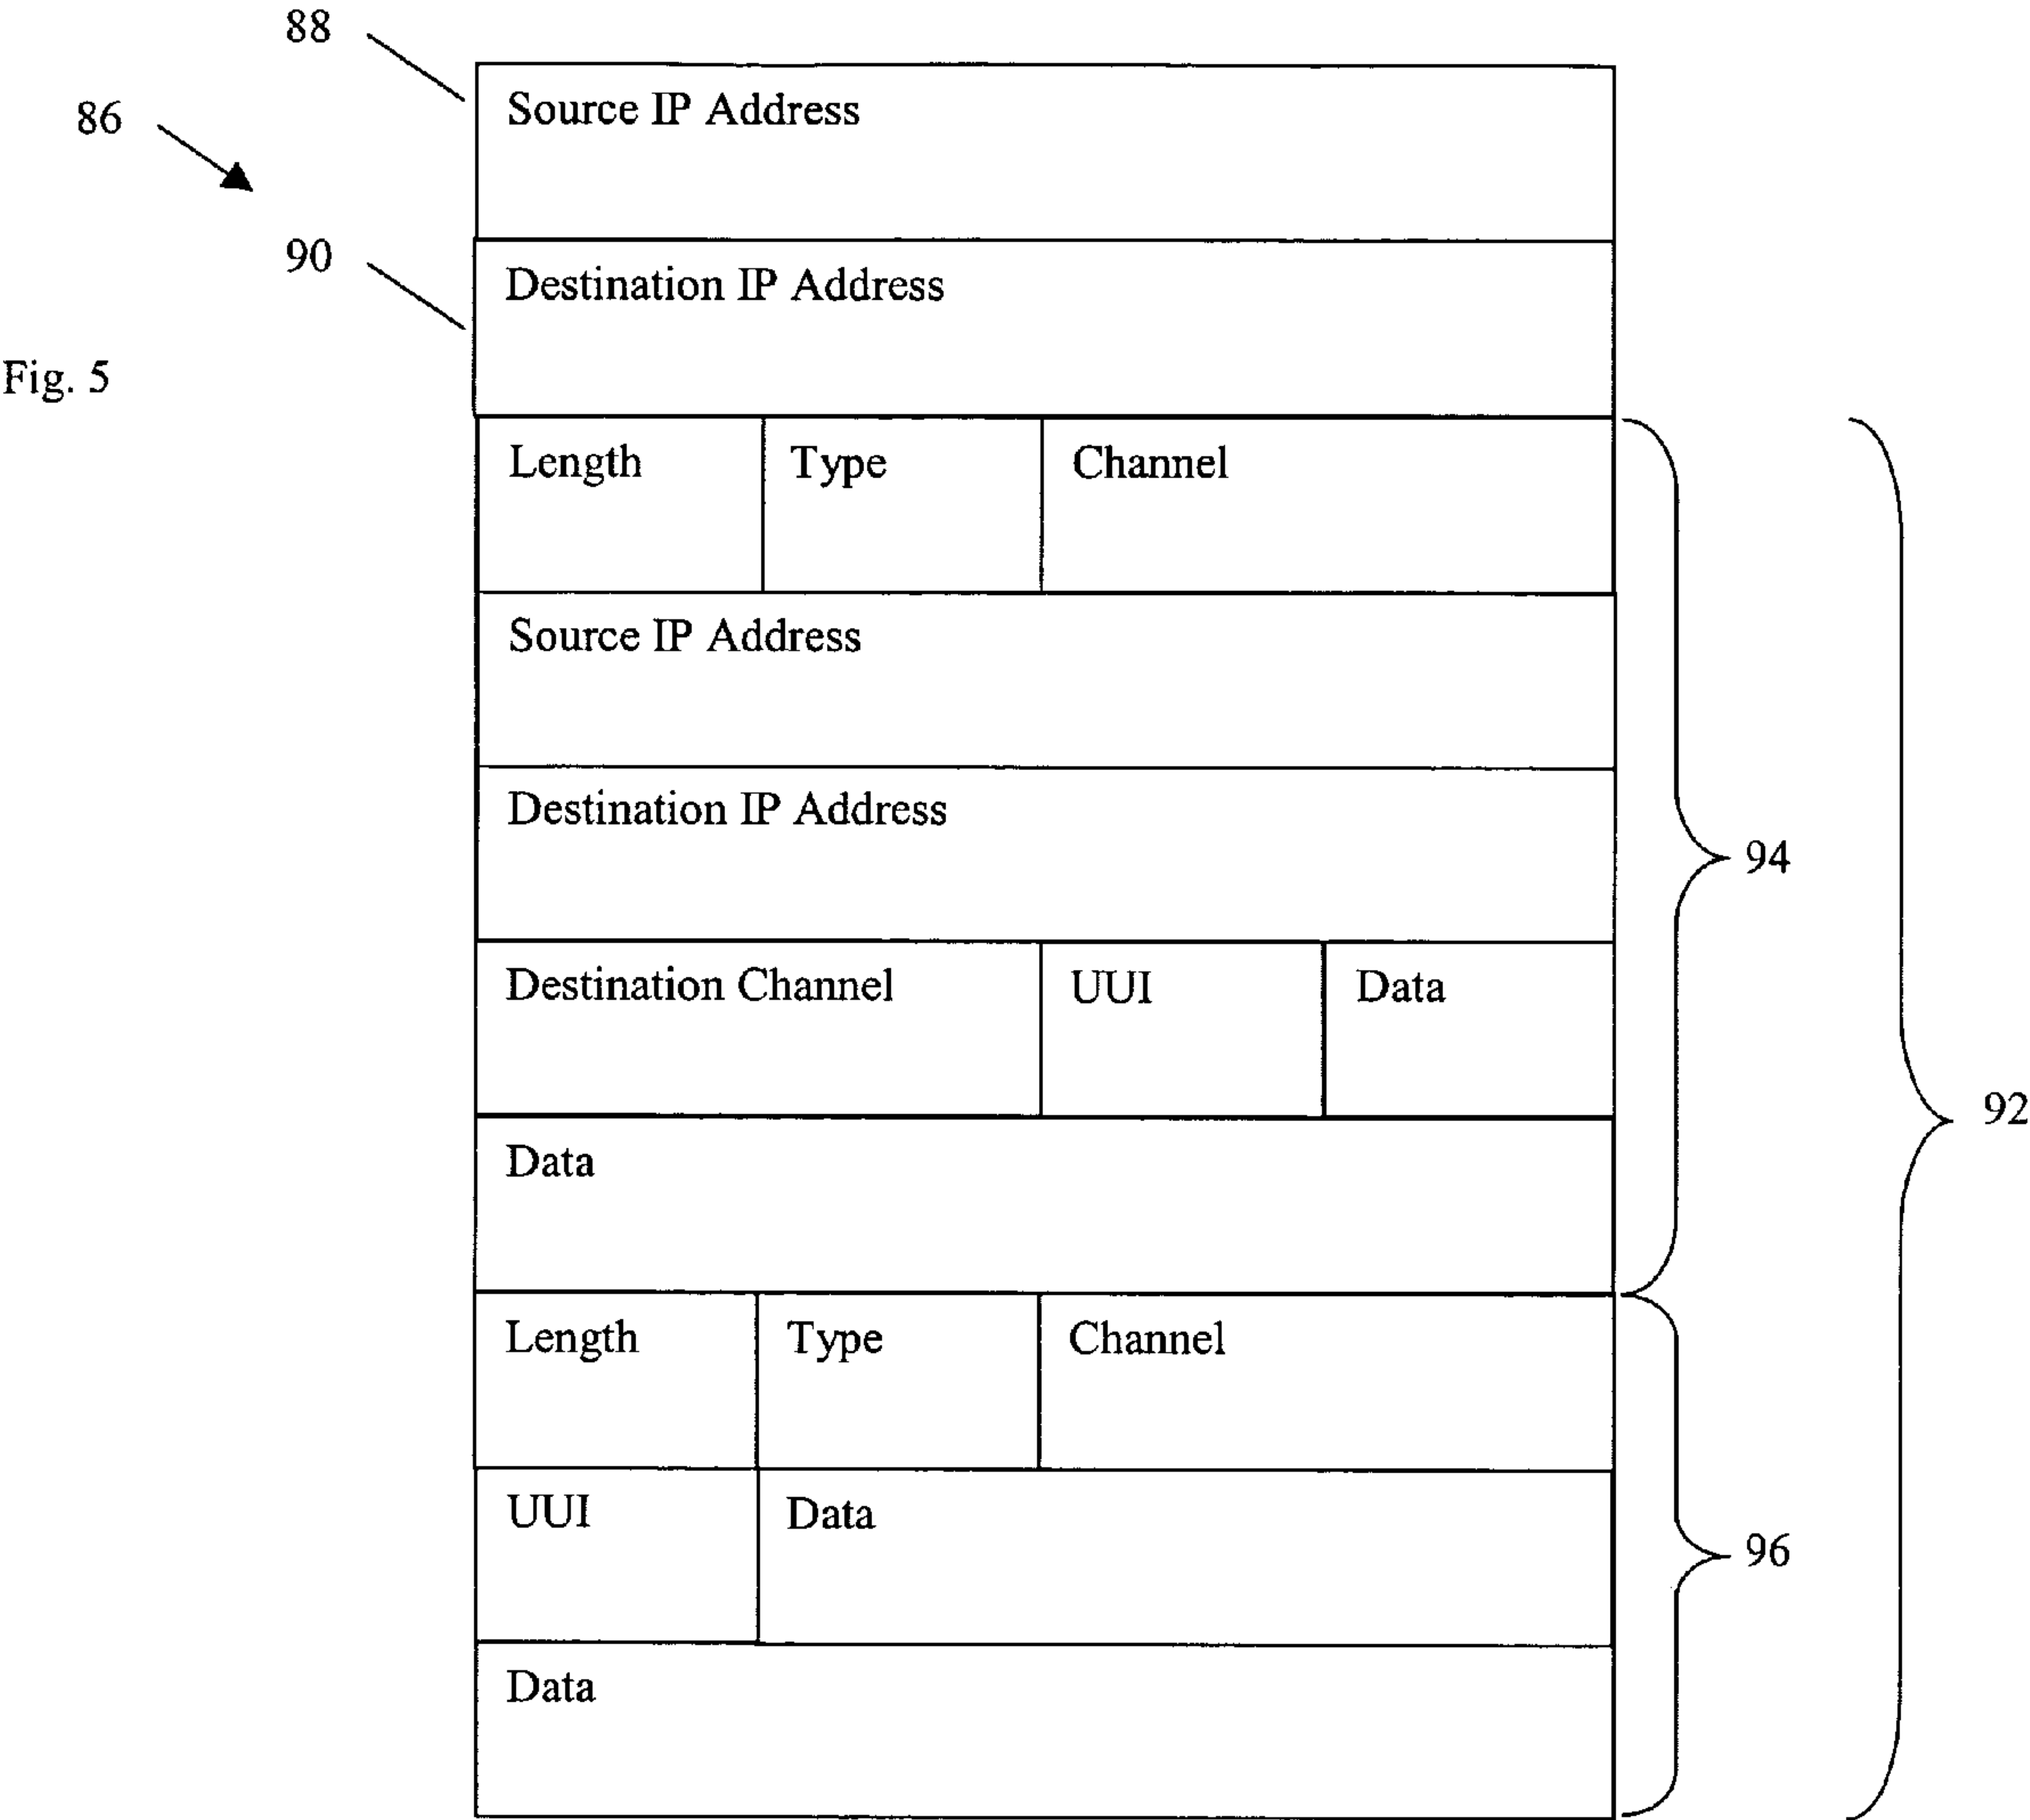 88
Source IP Address
86
90
Destination IP Address
Fig. 5
Length Type Channel
Source IP Address
Destination IP Address
94
Destination Channel UUI Data
92
Data
Length Type Channel
UUI Data
96
Data